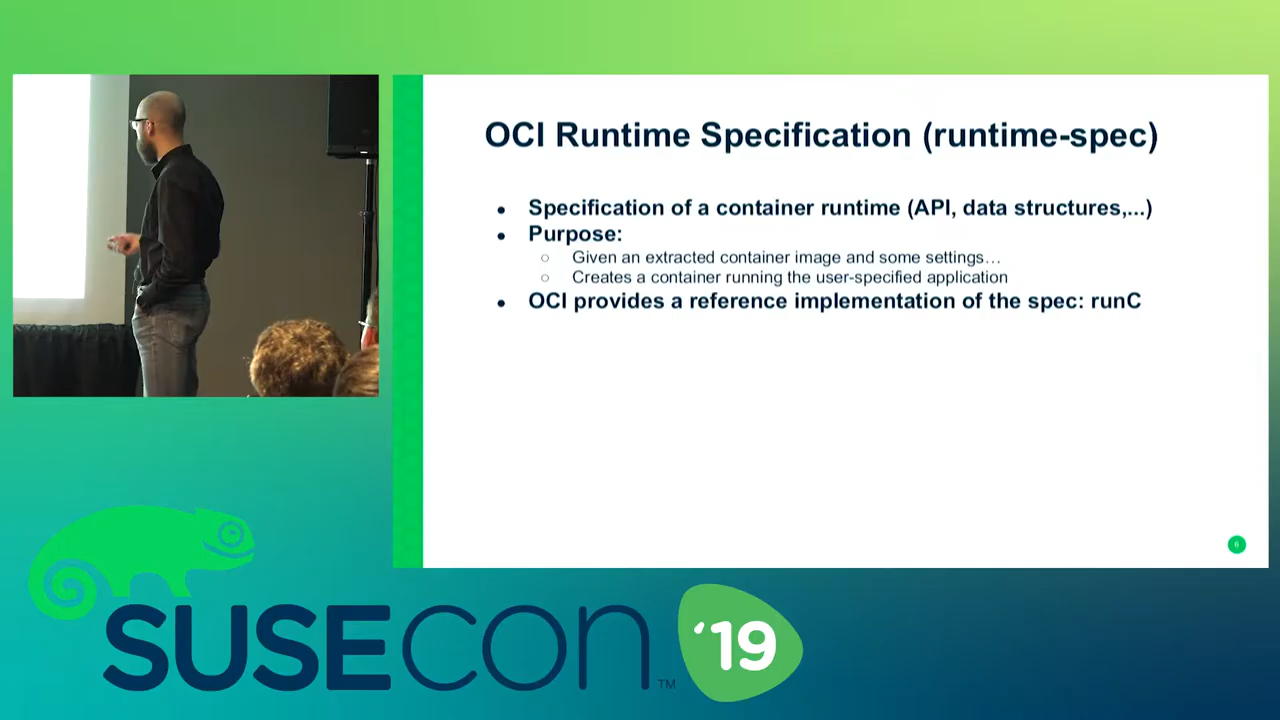 OCI Runtime Specification (runtime-spec)
● Specification of a container runtime (API, data structures,...)
● Purpose:
○ Given an extracted container image and some settings…
○ Creates a container running the user-specified application
● OCI provides a reference implementation of the spec: runC
6
SUSECON ™ '19